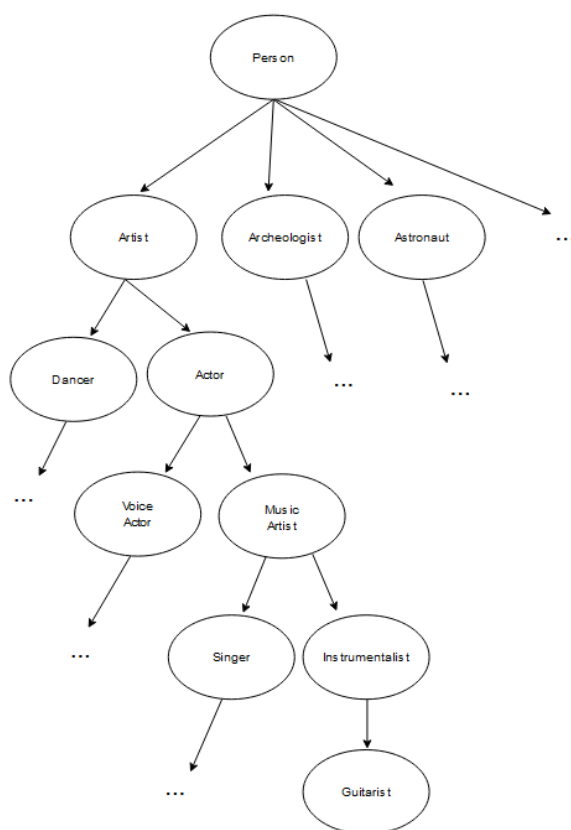 Person
Artist
Archeologist
Astronaut
...
Dancer
Actor
...
...
...
Voice
Actor
Music
Artist
...
Singer
Instrumentalist
...
Guitarist